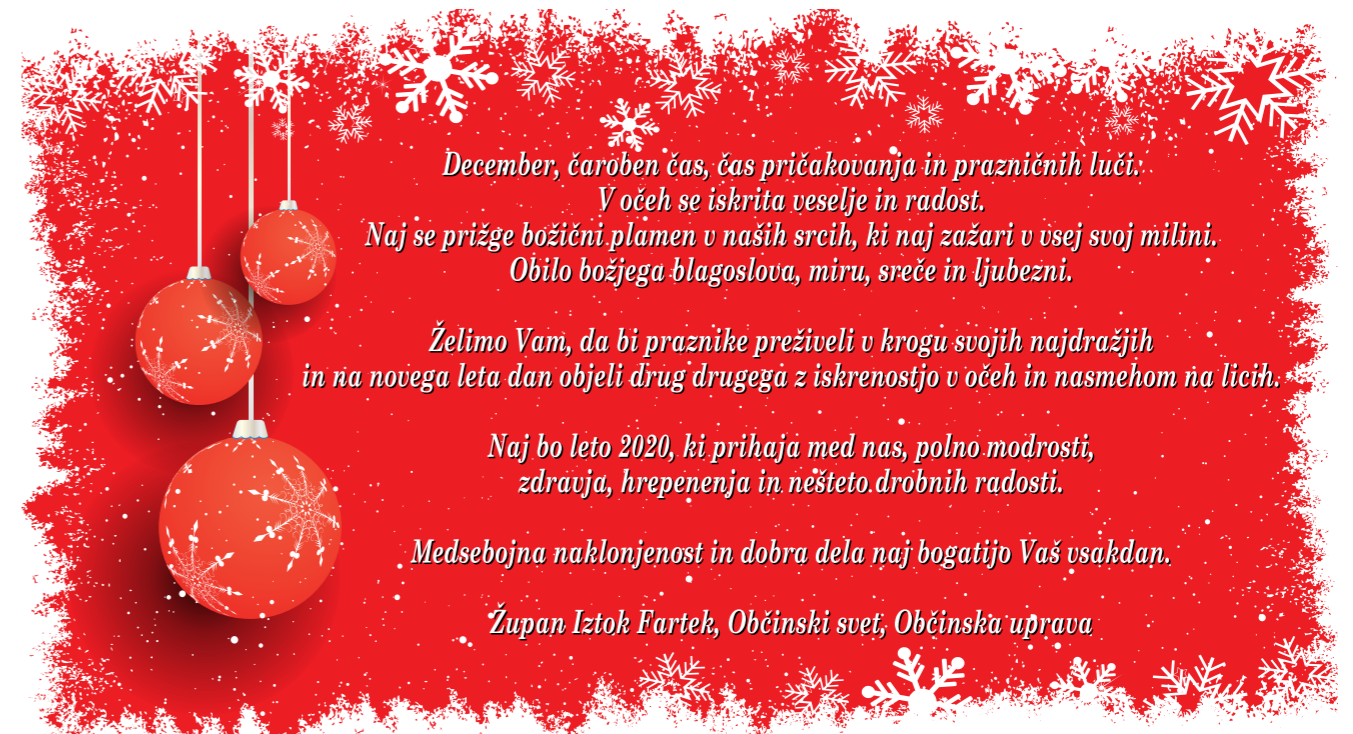 December, čaroben čas, čas pričakovanja in prazničnih luči.
V očeh se iskrita veselje in radost.
Naj se prižge božični plamen v naših srcih, ki naj zažari v vsej svoj milini.
Obilo božjega blagoslova, miru, sreče in ljubezni.
Želimo Vam, da bi praznike preživeli v krogu svojih najdražjih
in na novega leta dan objeli drug drugega z iskrenostjo v očeh in nasmehom na licih.
Naj bo leto 2020, ki prihaja med nas, polno modrosti,
zdravja, hrepenenja in nešteto drobnih radosti.
Medsebojna naklonjenost in dobra dela naj bogatijo Vaš vsakdan.
Župan Iztok Fartek, Občinski svet, Občinska uprava